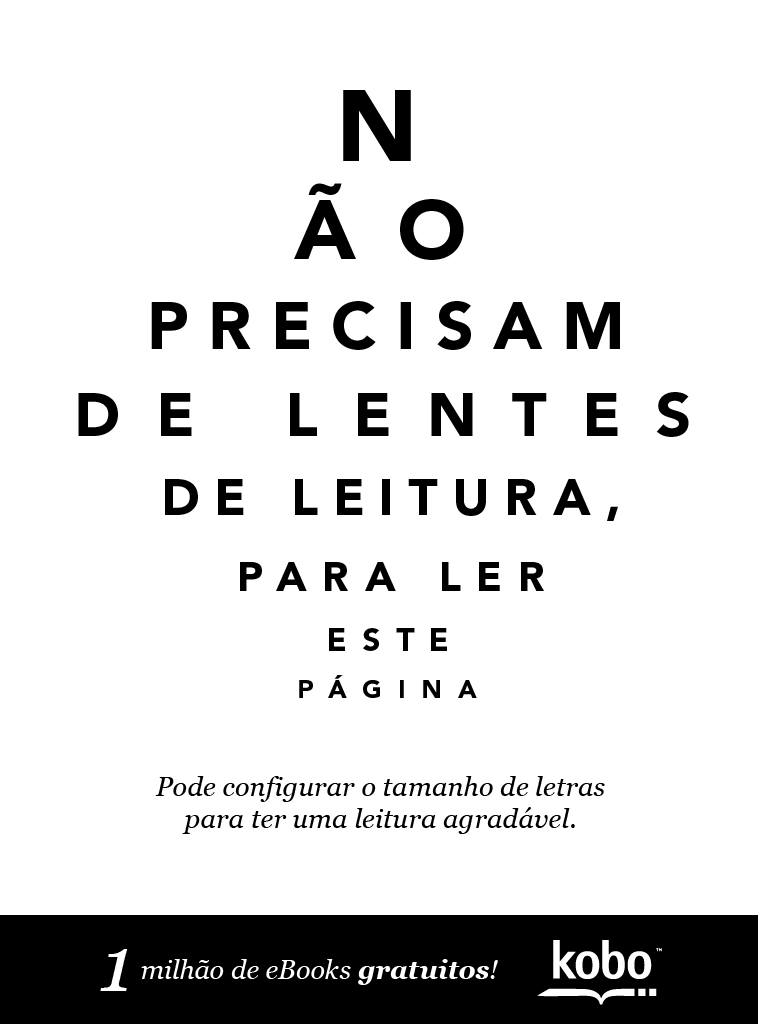 N
ÃO
PRECISAM
DE LENTES
DE LEITURA,
PARA LER
ESTE
PÁGINA
Pode configurar o tamanho de letras
para ter uma leitura agradável.
1 milhão de eBooks gratuitos!
kobo™